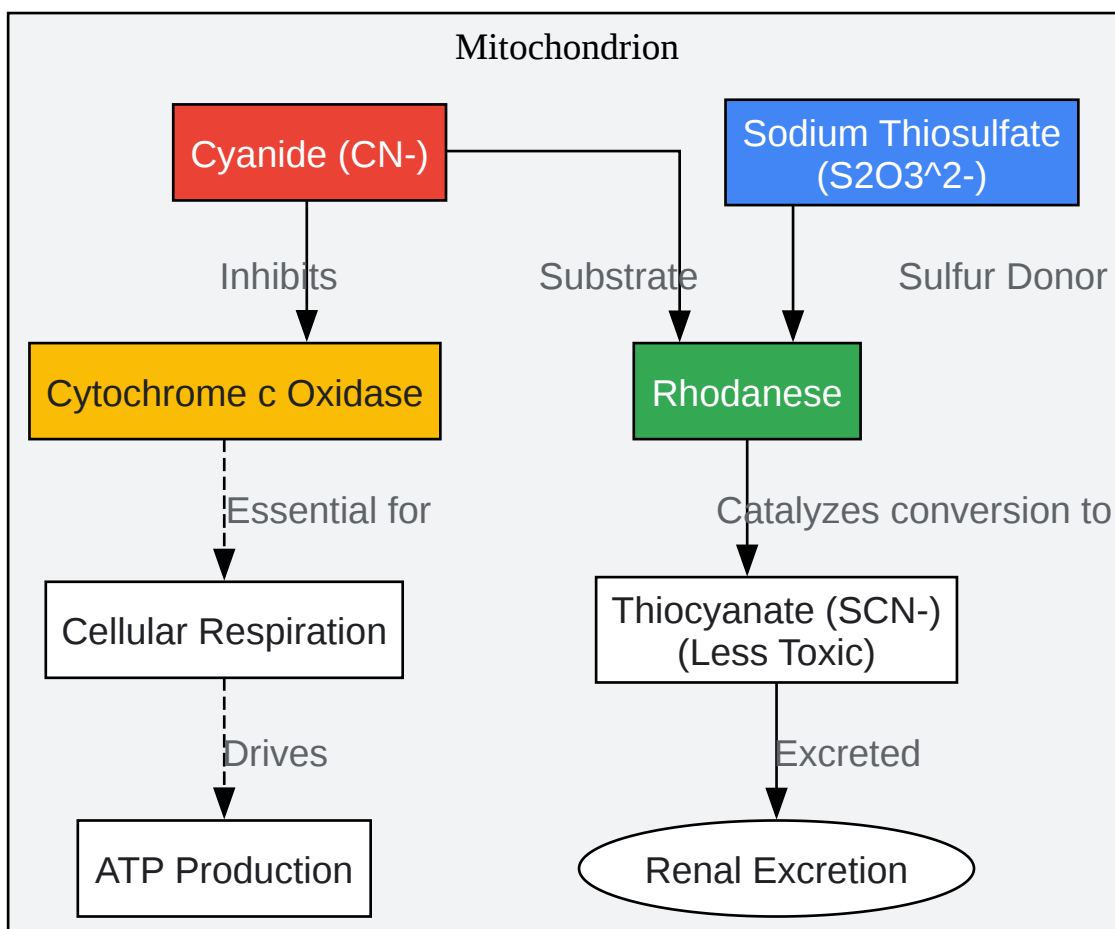 Mitochondrion
Cyanide (CN-)
Sodium Thiosulfate
(S2O3^2-)
Inhibits
Substrate
Sulfur Donor
Cytochrome c Oxidase
Rhodanese
Essential for
Catalyzes conversion to
Cellular Respiration
Thiocyanate (SCN-)
(Less Toxic)
Drives
Excreted
ATP Production
Renal Excretion